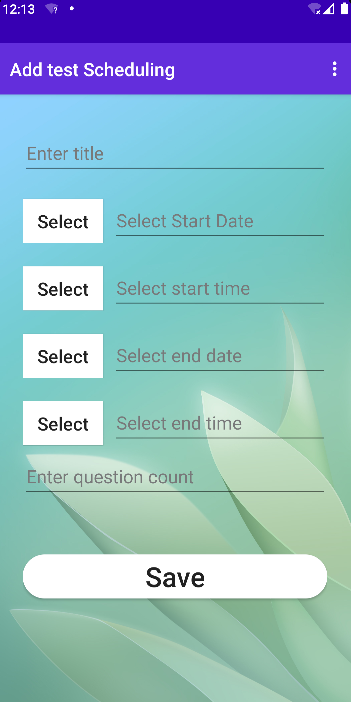 12:13
Add test Scheduling
Enter title
Select Select Start Date
Select Select start time
Select Select end date
Select Select end time
Enter question count
Save